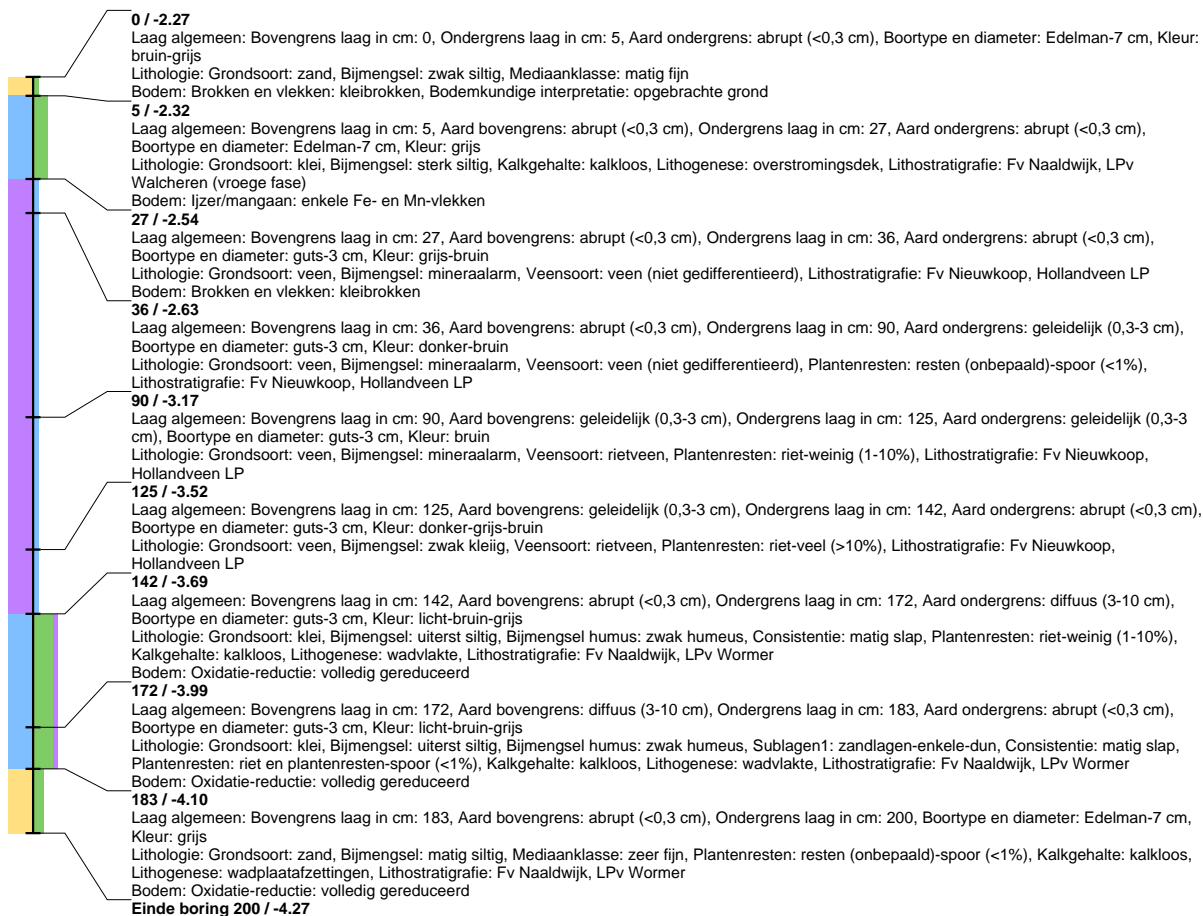 0 / -2.27
Laag algemeen: Bovengrens laag in cm: 0, Ondergrens laag in cm: 5, Aard ondergrens: abrupt (<0,3 cm), Boortype en diameter: Edelman-7 cm, Kleur:
bruin-grijs
Lithologie: Grondsoort: zand, Bijmengsel: zwak siltig, Mediaanklasse: matig fijn
Bodem: Brokken en vlekken: kleibrokken, Bodemkundige interpretatie: opgebrachte grond
5 / -2.32
Laag algemeen: Bovengrens laag in cm: 5, Aard bovengrens: abrupt (<0,3 cm), Ondergrens laag in cm: 27, Aard ondergrens: abrupt (<0,3 cm),
Boortype en diameter: Edelman-7 cm, Kleur: grijs
Lithologie: Grondsoort: klei, Bijmengsel: sterk siltig, Kalkgehalte: kalkloos, Lithogenese: overstromingsdek, Lithostratigrafie: Fv Naaldwijk, LPv
Walcheren (vroege fase)
Bodem: Ijzer/mangaan: enkele Fe- en Mn-vlekken
27 / -2.54
Laag algemeen: Bovengrens laag in cm: 27, Aard bovengrens: abrupt (<0,3 cm), Ondergrens laag in cm: 36, Aard ondergrens: abrupt (<0,3 cm),
Boortype en diameter: guts-3 cm, Kleur: grijs-bruin
Lithologie: Grondsoort: veen, Bijmengsel: mineraalarm, Veensoort: veen (niet gedifferentieerd), Lithostratigrafie: Fv Nieuwkoop, Hollandveen LP
Bodem: Brokken en vlekken: kleibrokken
36 / -2.63
Laag algemeen: Bovengrens laag in cm: 36, Aard bovengrens: abrupt (<0,3 cm), Ondergrens laag in cm: 90, Aard ondergrens: geleidelijk (0,3-3 cm),
Boortype en diameter: guts-3 cm, Kleur: donker-bruin
Lithologie: Grondsoort: veen, Bijmengsel: mineraalarm, Veensoort: veen (niet gedifferentieerd), Plantenresten: resten (onbepaald)-spoor (<1%),
Lithostratigrafie: Fv Nieuwkoop, Hollandveen LP
90 / -3.17
Laag algemeen: Bovengrens laag in cm: 90, Aard bovengrens: geleidelijk (0,3-3 cm), Ondergrens laag in cm: 125, Aard ondergrens: geleidelijk (0,3-3
cm), Boortype en diameter: guts-3 cm, Kleur: bruin
Lithologie: Grondsoort: veen, Bijmengsel: mineraalarm, Veensoort: rietveen, Plantenresten: riet-weinig (1-10%), Lithostratigrafie: Fv Nieuwkoop,
Hollandveen LP
125 / -3.52
Laag algemeen: Bovengrens laag in cm: 125, Aard bovengrens: geleidelijk (0,3-3 cm), Ondergrens laag in cm: 142, Aard ondergrens: abrupt (<0,3 cm),
Boortype en diameter: guts-3 cm, Kleur: donker-grijs-bruin
Lithologie: Grondsoort: veen, Bijmengsel: zwak kleiig, Veensoort: rietveen, Plantenresten: riet-veel (>10%), Lithostratigrafie: Fv Nieuwkoop,
Hollandveen LP
142 / -3.69
Laag algemeen: Bovengrens laag in cm: 142, Aard bovengrens: abrupt (<0,3 cm), Ondergrens laag in cm: 172, Aard ondergrens: diffuus (3-10 cm),
Boortype en diameter: guts-3 cm, Kleur: licht-bruin-grijs
Lithologie: Grondsoort: klei, Bijmengsel: uiterst siltig, Bijmengsel humus: zwak humeus, Consistentie: matig slap, Plantenresten: riet-weinig (1-10%),
Kalkgehalte: kalkloos, Lithogenese: wadvlakte, Lithostratigrafie: Fv Naaldwijk, LPv Wormer
Bodem: Oxidatie-reductie: volledig gereduceerd
172 / -3.99
Laag algemeen: Bovengrens laag in cm: 172, Aard bovengrens: diffuus (3-10 cm), Ondergrens laag in cm: 183, Aard ondergrens: abrupt (<0,3 cm),
Boortype en diameter: guts-3 cm, Kleur: licht-bruin-grijs
Lithologie: Grondsoort: klei, Bijmengsel: uiterst siltig, Bijmengsel humus: zwak humeus, Sublagen1: zandlagen-enkele-dun, Consistentie: matig slap,
Plantenresten: riet en plantenresten-spoor (<1%), Kalkgehalte: kalkloos, Lithogenese: wadvlakte, Lithostratigrafie: Fv Naaldwijk, LPv Wormer
Bodem: Oxidatie-reductie: volledig gereduceerd
183 / -4.10
Laag algemeen: Bovengrens laag in cm: 183, Aard bovengrens: abrupt (<0,3 cm), Ondergrens laag in cm: 200, Boortype en diameter: Edelman-7 cm,
Kleur: grijs
Lithologie: Grondsoort: zand, Bijmengsel: matig siltig, Mediaanklasse: zeer fijn, Plantenresten: resten (onbepaald)-spoor (<1%), Kalkgehalte: kalkloos,
Lithogenese: wadplaatafzettingen, Lithostratigrafie: Fv Naaldwijk, LPv Wormer
Bodem: Oxidatie-reductie: volledig gereduceerd
Einde boring 200 / -4.27